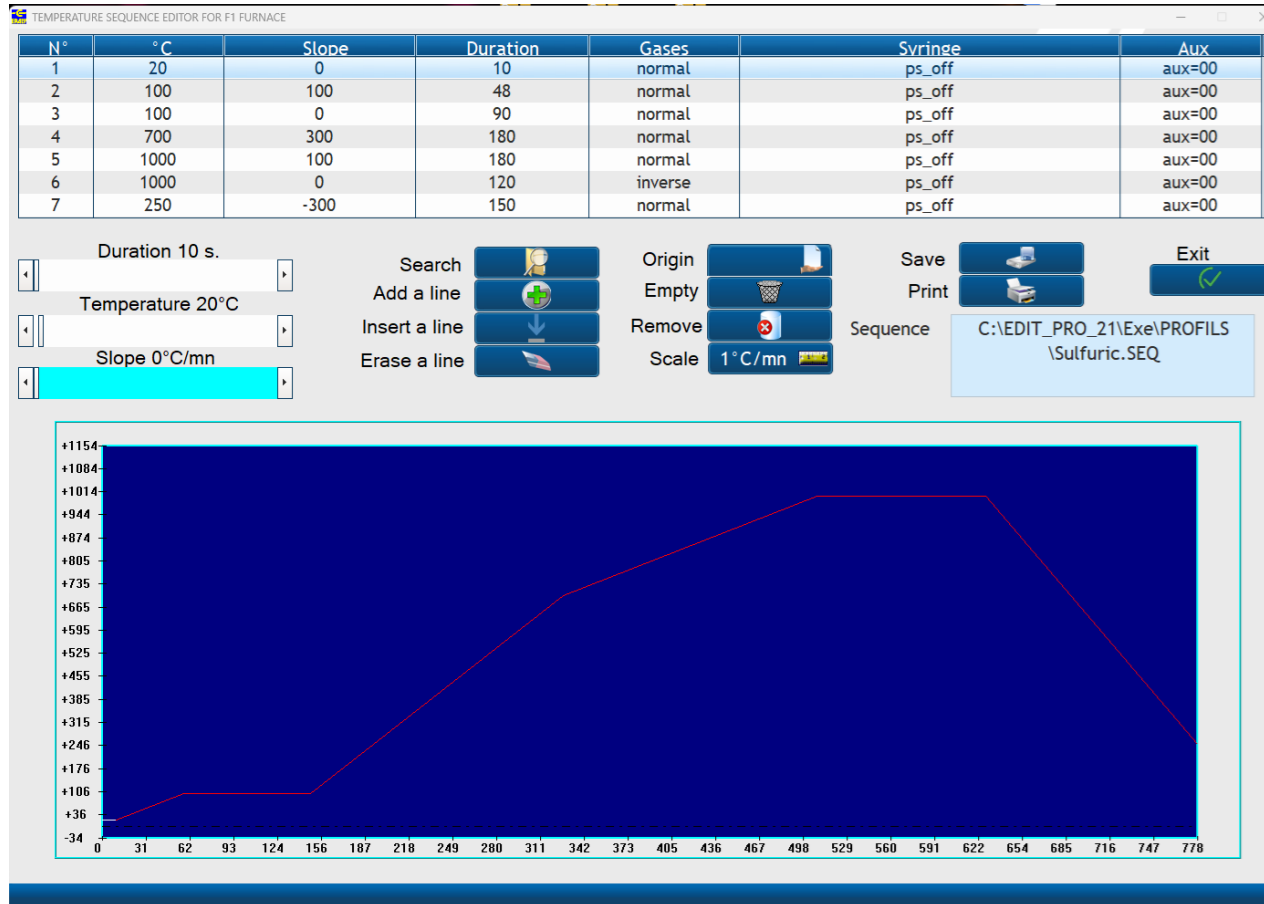 TEMPERATURE SEQUENCE EDITOR FOR F1 FURNACE
N° °C Slope Duration Gases Syringe Aux
1 20 0 10 normal ps_off aux=00
2 100 100 48 normal ps_off aux=00
3 100 0 90 normal ps_off aux=00
4 700 300 180 normal ps_off aux=00
5 1000 100 180 normal ps_off aux=00
6 1000 0 120 inverse ps_off aux=00
7 250 -300 150 normal ps_off aux=00
Duration 10 s.
Temperature 20°C
Slope 0°C/mn
Search
Add a line
Insert a line
Erase a line
Origin
Empty
Remove
Scale 1°C/mn
Save
Print
Exit
Sequence C:\EDIT_PRO_21\Exe\PROFILS
\Sulfuric.SEQ
+1154
+1084
+1014
+944
+874
+805
+735
+665
+595
+525
+455
+385
+315
+246
+176
+106
+36
-34
0 31 62 93 124 156 187 218 249 280 311 342 373 405 436 467 498 529 560 591 622 654 685 716 747 778